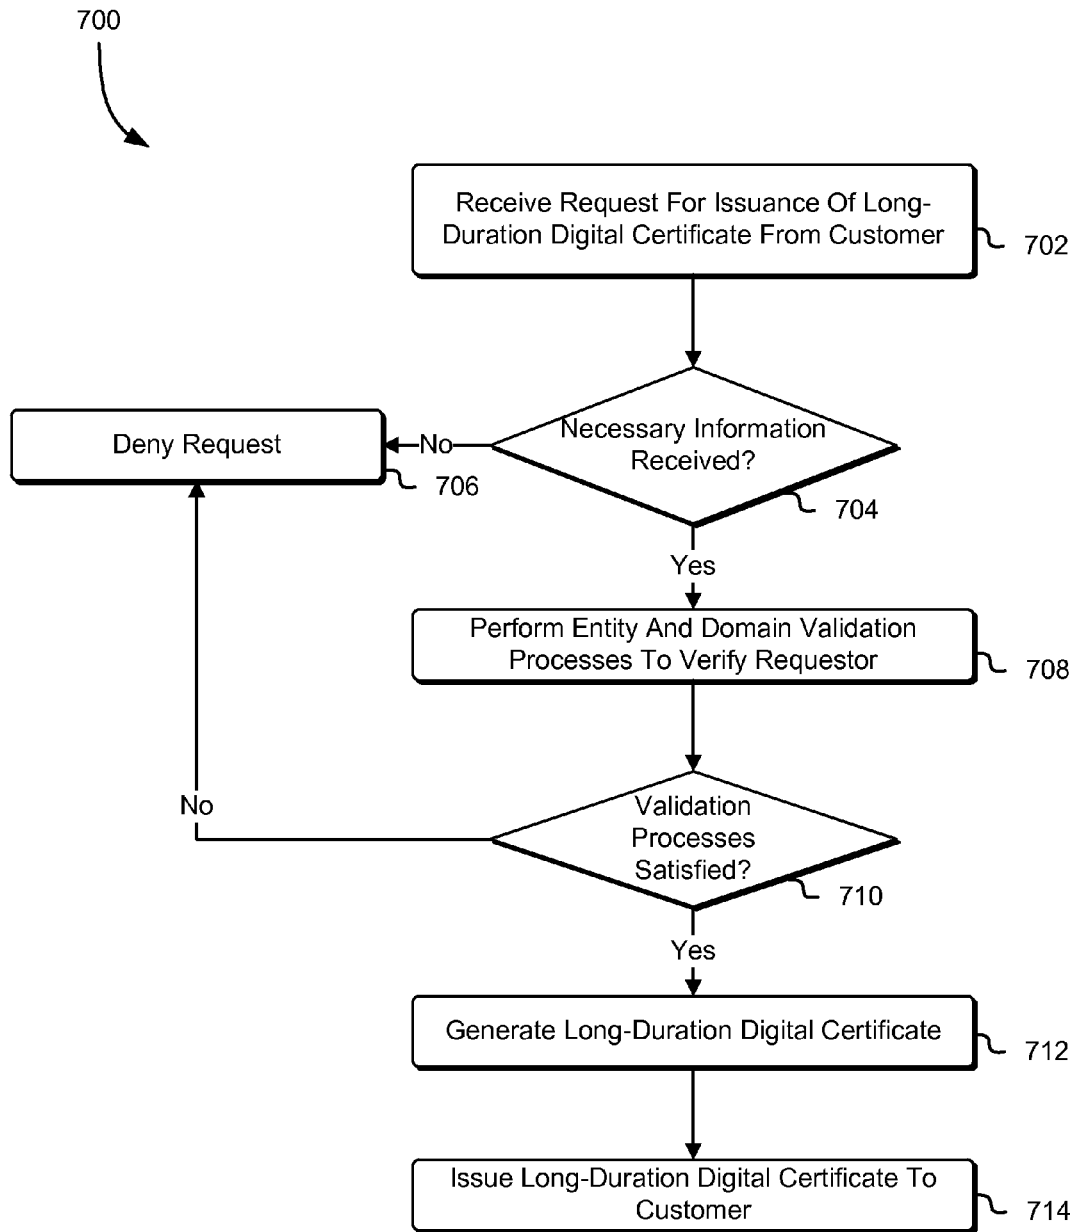 700
Receive Request For Issuance Of Long-
Duration Digital Certificate From Customer
702
Necessary Information
Received?
704
No
Deny Request
706
Yes
Perform Entity And Domain Validation
Processes To Verify Requestor
708
Validation
Processes
Satisfied?
710
No
Yes
Generate Long-Duration Digital Certificate
712
Issue Long-Duration Digital Certificate To
Customer
714